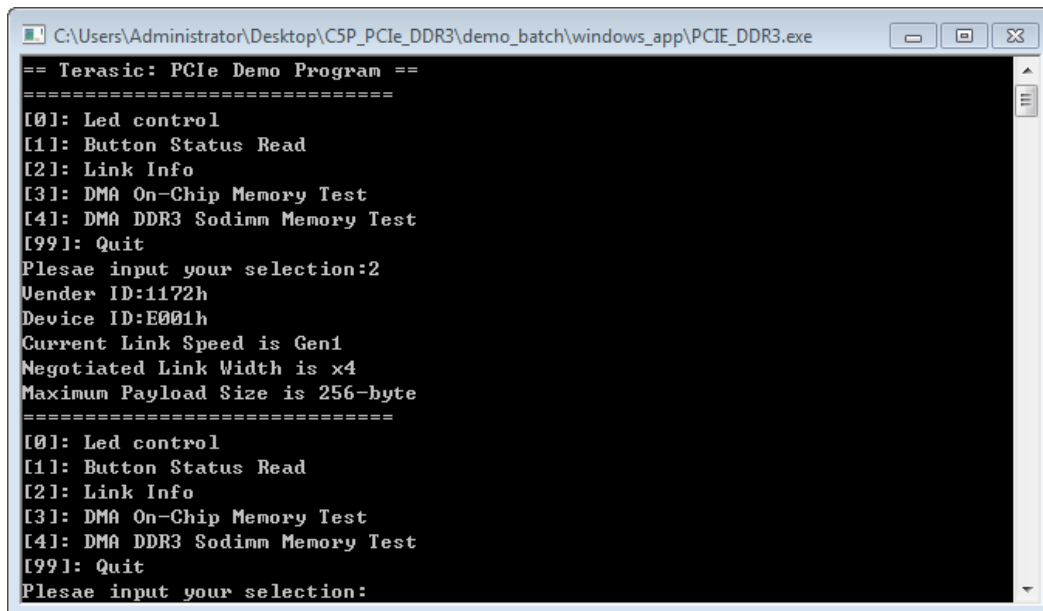 C:\Users\Administrator\Desktop\C5P_PCIe_DDR3\demo_batch\windows_app\PCIE_DDR3.exe
== Terasic: PCIe Demo Program ==
==============================
[0]: Led control
[1]: Button Status Read
[2]: Link Info
[3]: DMA On-Chip Memory Test
[4]: DMA DDR3 Sodimm Memory Test
[99]: Quit
Plesae input your selection:2
Vender ID:1172h
Device ID:E001h
Current Link Speed is Gen1
Negotiated Link Width is x4
Maximum Payload Size is 256-byte
==============================
[0]: Led control
[1]: Button Status Read
[2]: Link Info
[3]: DMA On-Chip Memory Test
[4]: DMA DDR3 Sodimm Memory Test
[99]: Quit
Plesae input your selection: